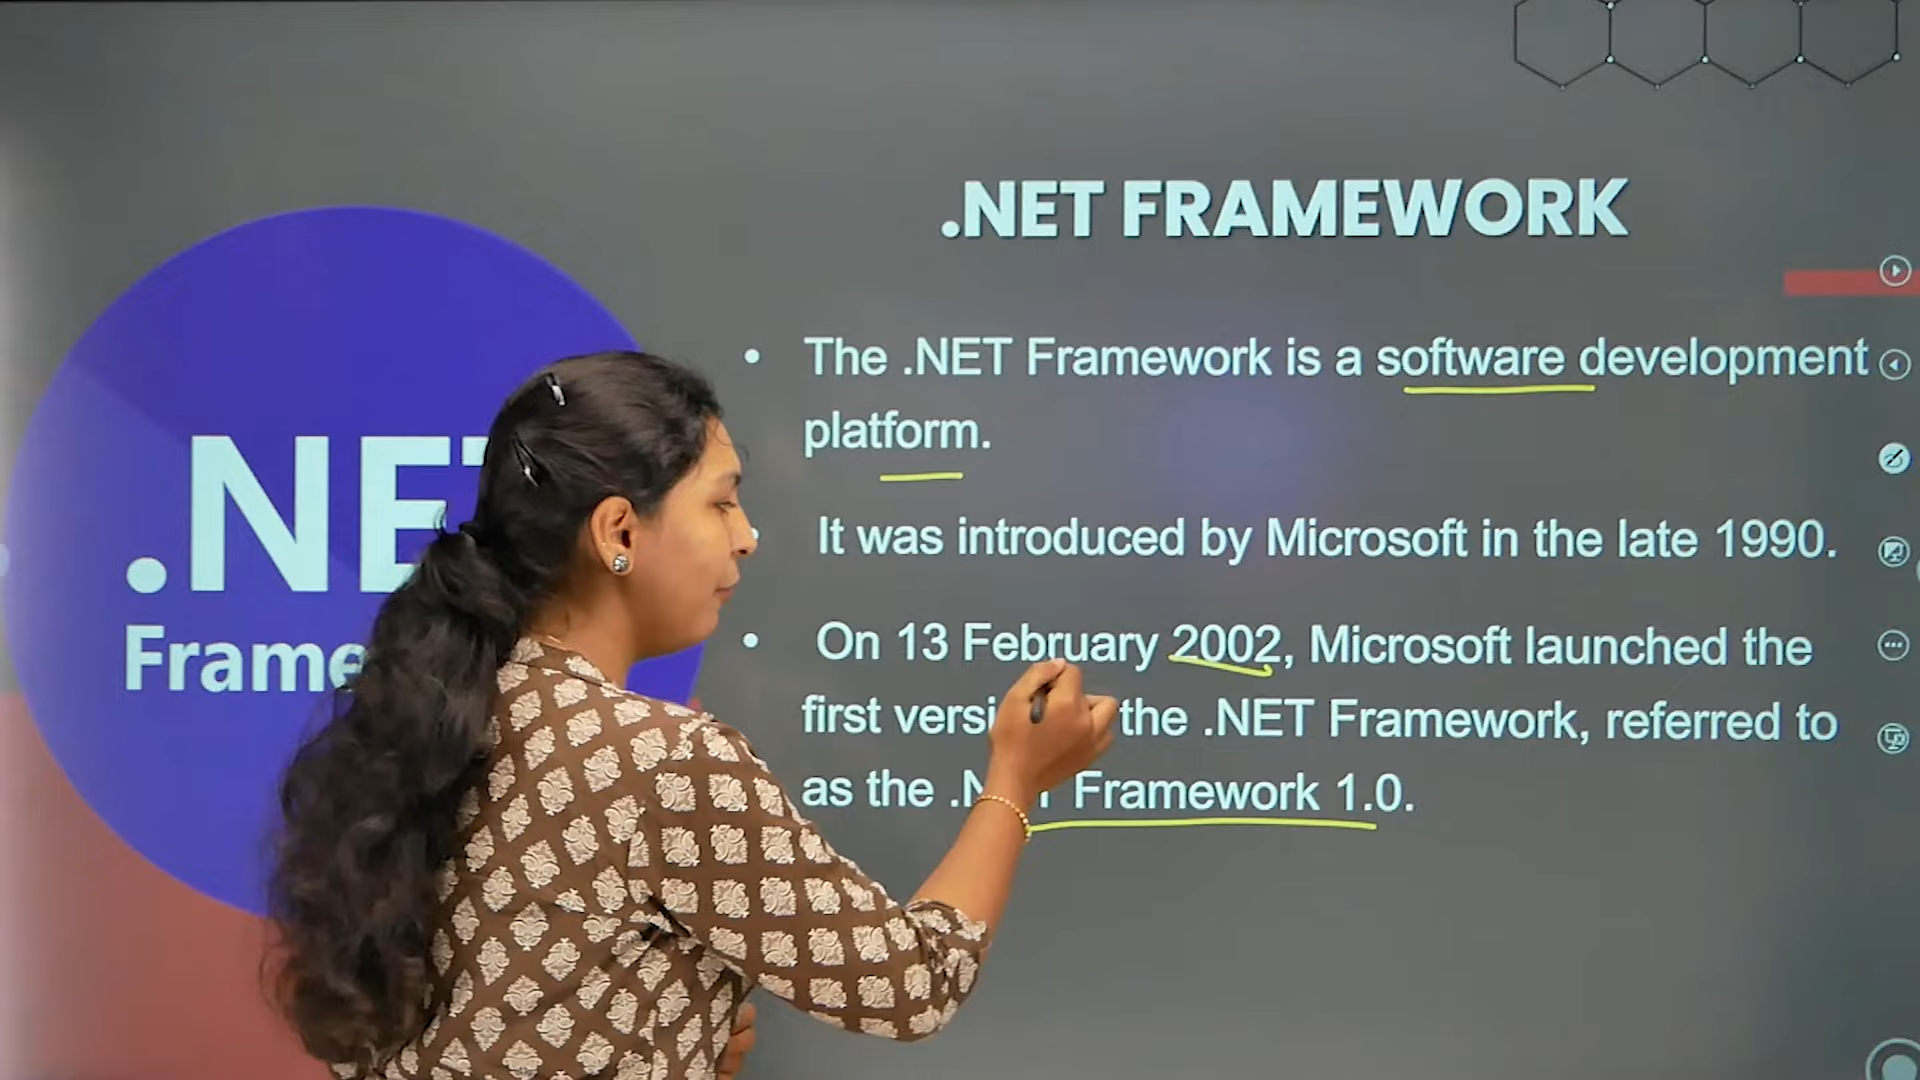 .NET FRAMEWORK
• The .NET Framework is a software development
platform.
It was introduced by Microsoft in the late 1990.
• On 13 February 2002, Microsoft launched the
first the .NET Framework, referred to
as the Framework 1.0.
.NE
Frame